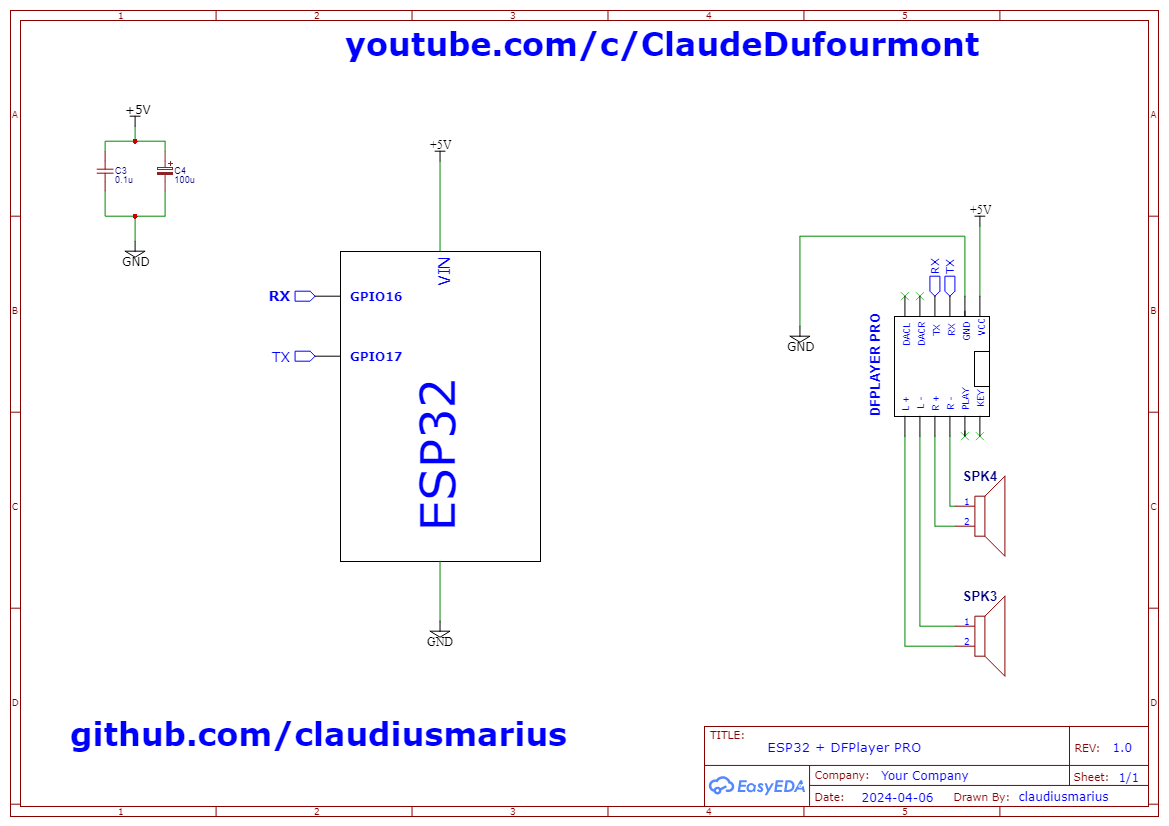 1 2 3 4 5
youtube.com/c/ClaudeDufourmont
A A
+5V
C3
0.1u
+
C4
100u
GND
+5V
VIN
RX GPIO16
TX GPIO17
ESP32
GND
+5V
RX TX
GND
DFPLAYER PRO
DACL DACR TX RX GND VCC
L + L - R + R - PLAY KEY
B B
SPK4
1
2
C C
SPK3
1
2
D D
github.com/claudiusmarius
TITLE:
ESP32 + DFPlayer PRO
REV: 1.0
EasyEDA
Company: Your Company
Sheet: 1/1
Date: 2024-04-06 Drawn By: claudiusmarius
1 2 3 4 5